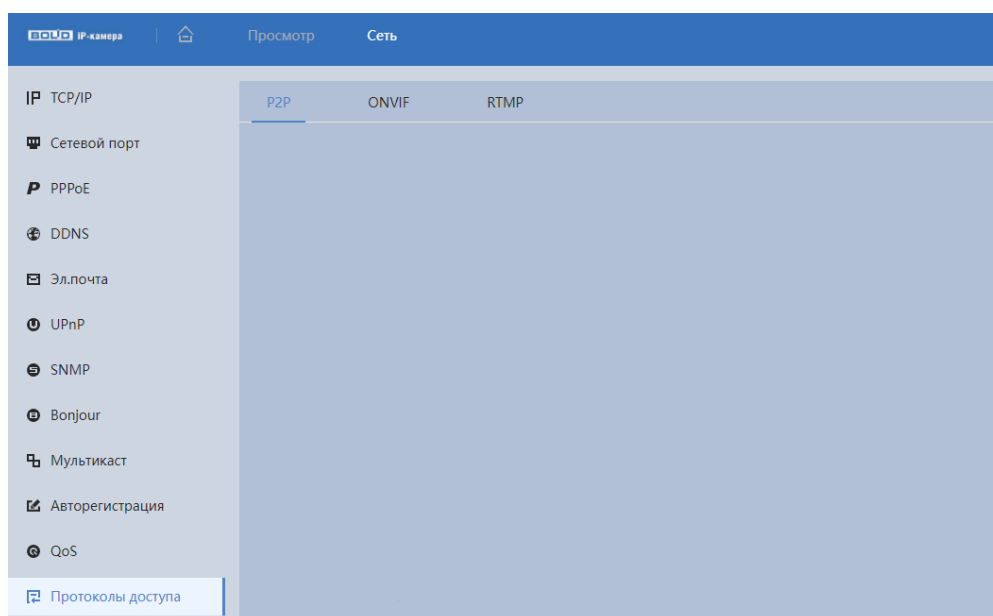 BOLID IP-камера Просмотр Сеть
TCP/IP
P2P ONVIF RTMP
Сетевой порт
PPPoE
DDNS
Эл.почта
UPnP
SNMP
Bonjour
Мультикаст
Авторегистрация
QoS
Протоколы доступа